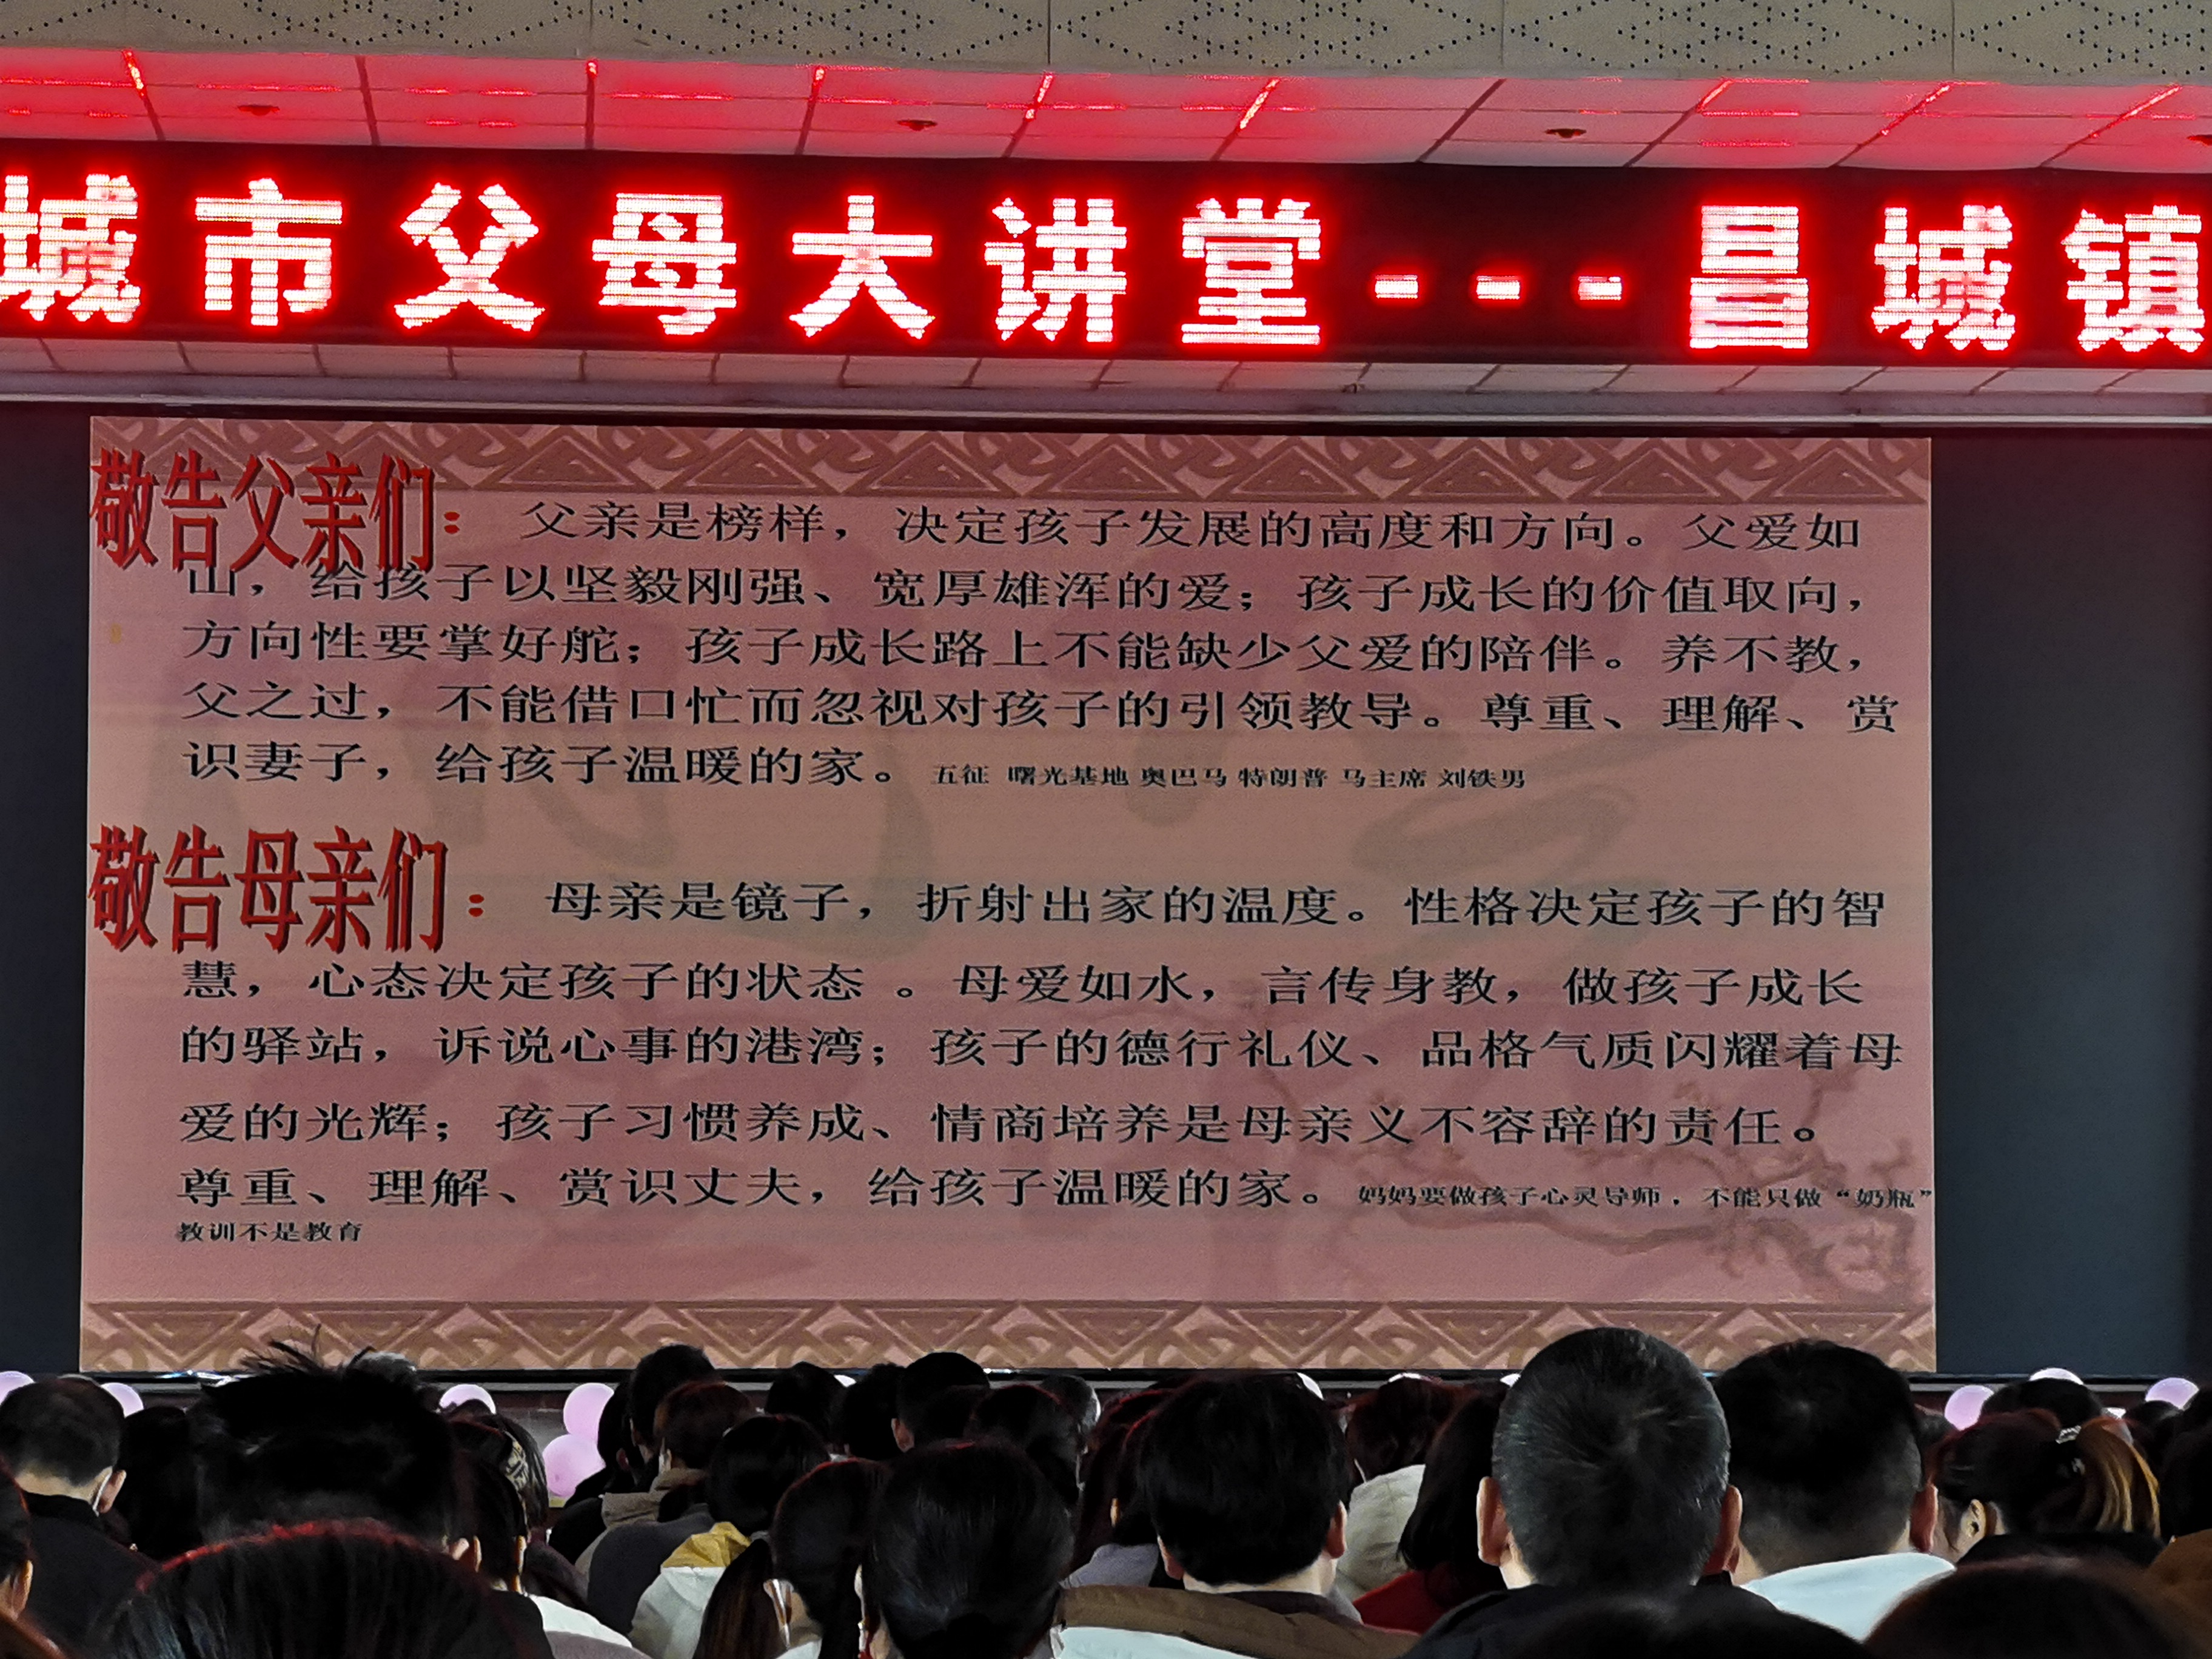 城市父母大讲堂---昌城镇
敬告父亲们：父亲是榜样，决定孩子发展的高度和方向。父爱如
山，给孩子以坚毅刚强、宽厚雄浑的爱；孩子成长的价值取向，
方向性要掌好舵；孩子成长路上不能缺少父爱的陪伴。养不教，
父之过，不能借口忙而忽视对孩子的引领教导。尊重、理解、赏
识妻子，给孩子温暖的家。五征 曙光基地 奥巴马 特朗普 马主席 刘铁男
敬告母亲们：母亲是镜子，折射出家的温度。性格决定孩子的智
慧，心态决定孩子的状态 。母爱如水，言传身教，做孩子成长
的驿站，诉说心事的港湾；孩子的德行礼仪、品格气质闪耀着母
爱的光辉；孩子习惯养成、情商培养是母亲义不容辞的责任。
尊重、理解、赏识丈夫，给孩子温暖的家。妈妈要做孩子心灵导师，不能只做“奶瓶”
教训不是教育